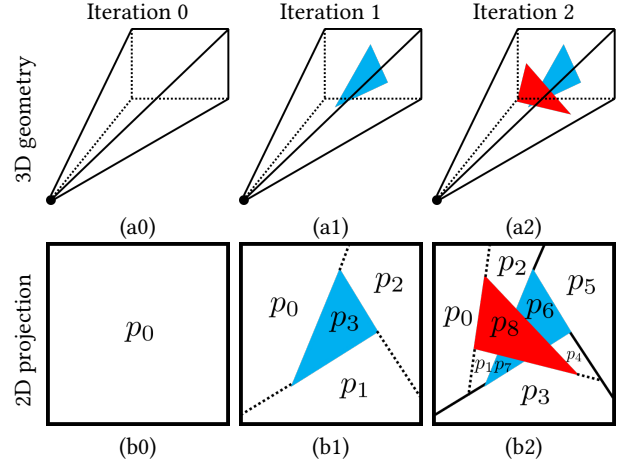 Iteration 0 Iteration 1 Iteration 2
3D geometry
(a0) (a1) (a2)
2D projection
p0
p0 p3 p2 p1
p0 p2 p5 p8 p6 p1 p7 p4 p3
(b0) (b1) (b2)